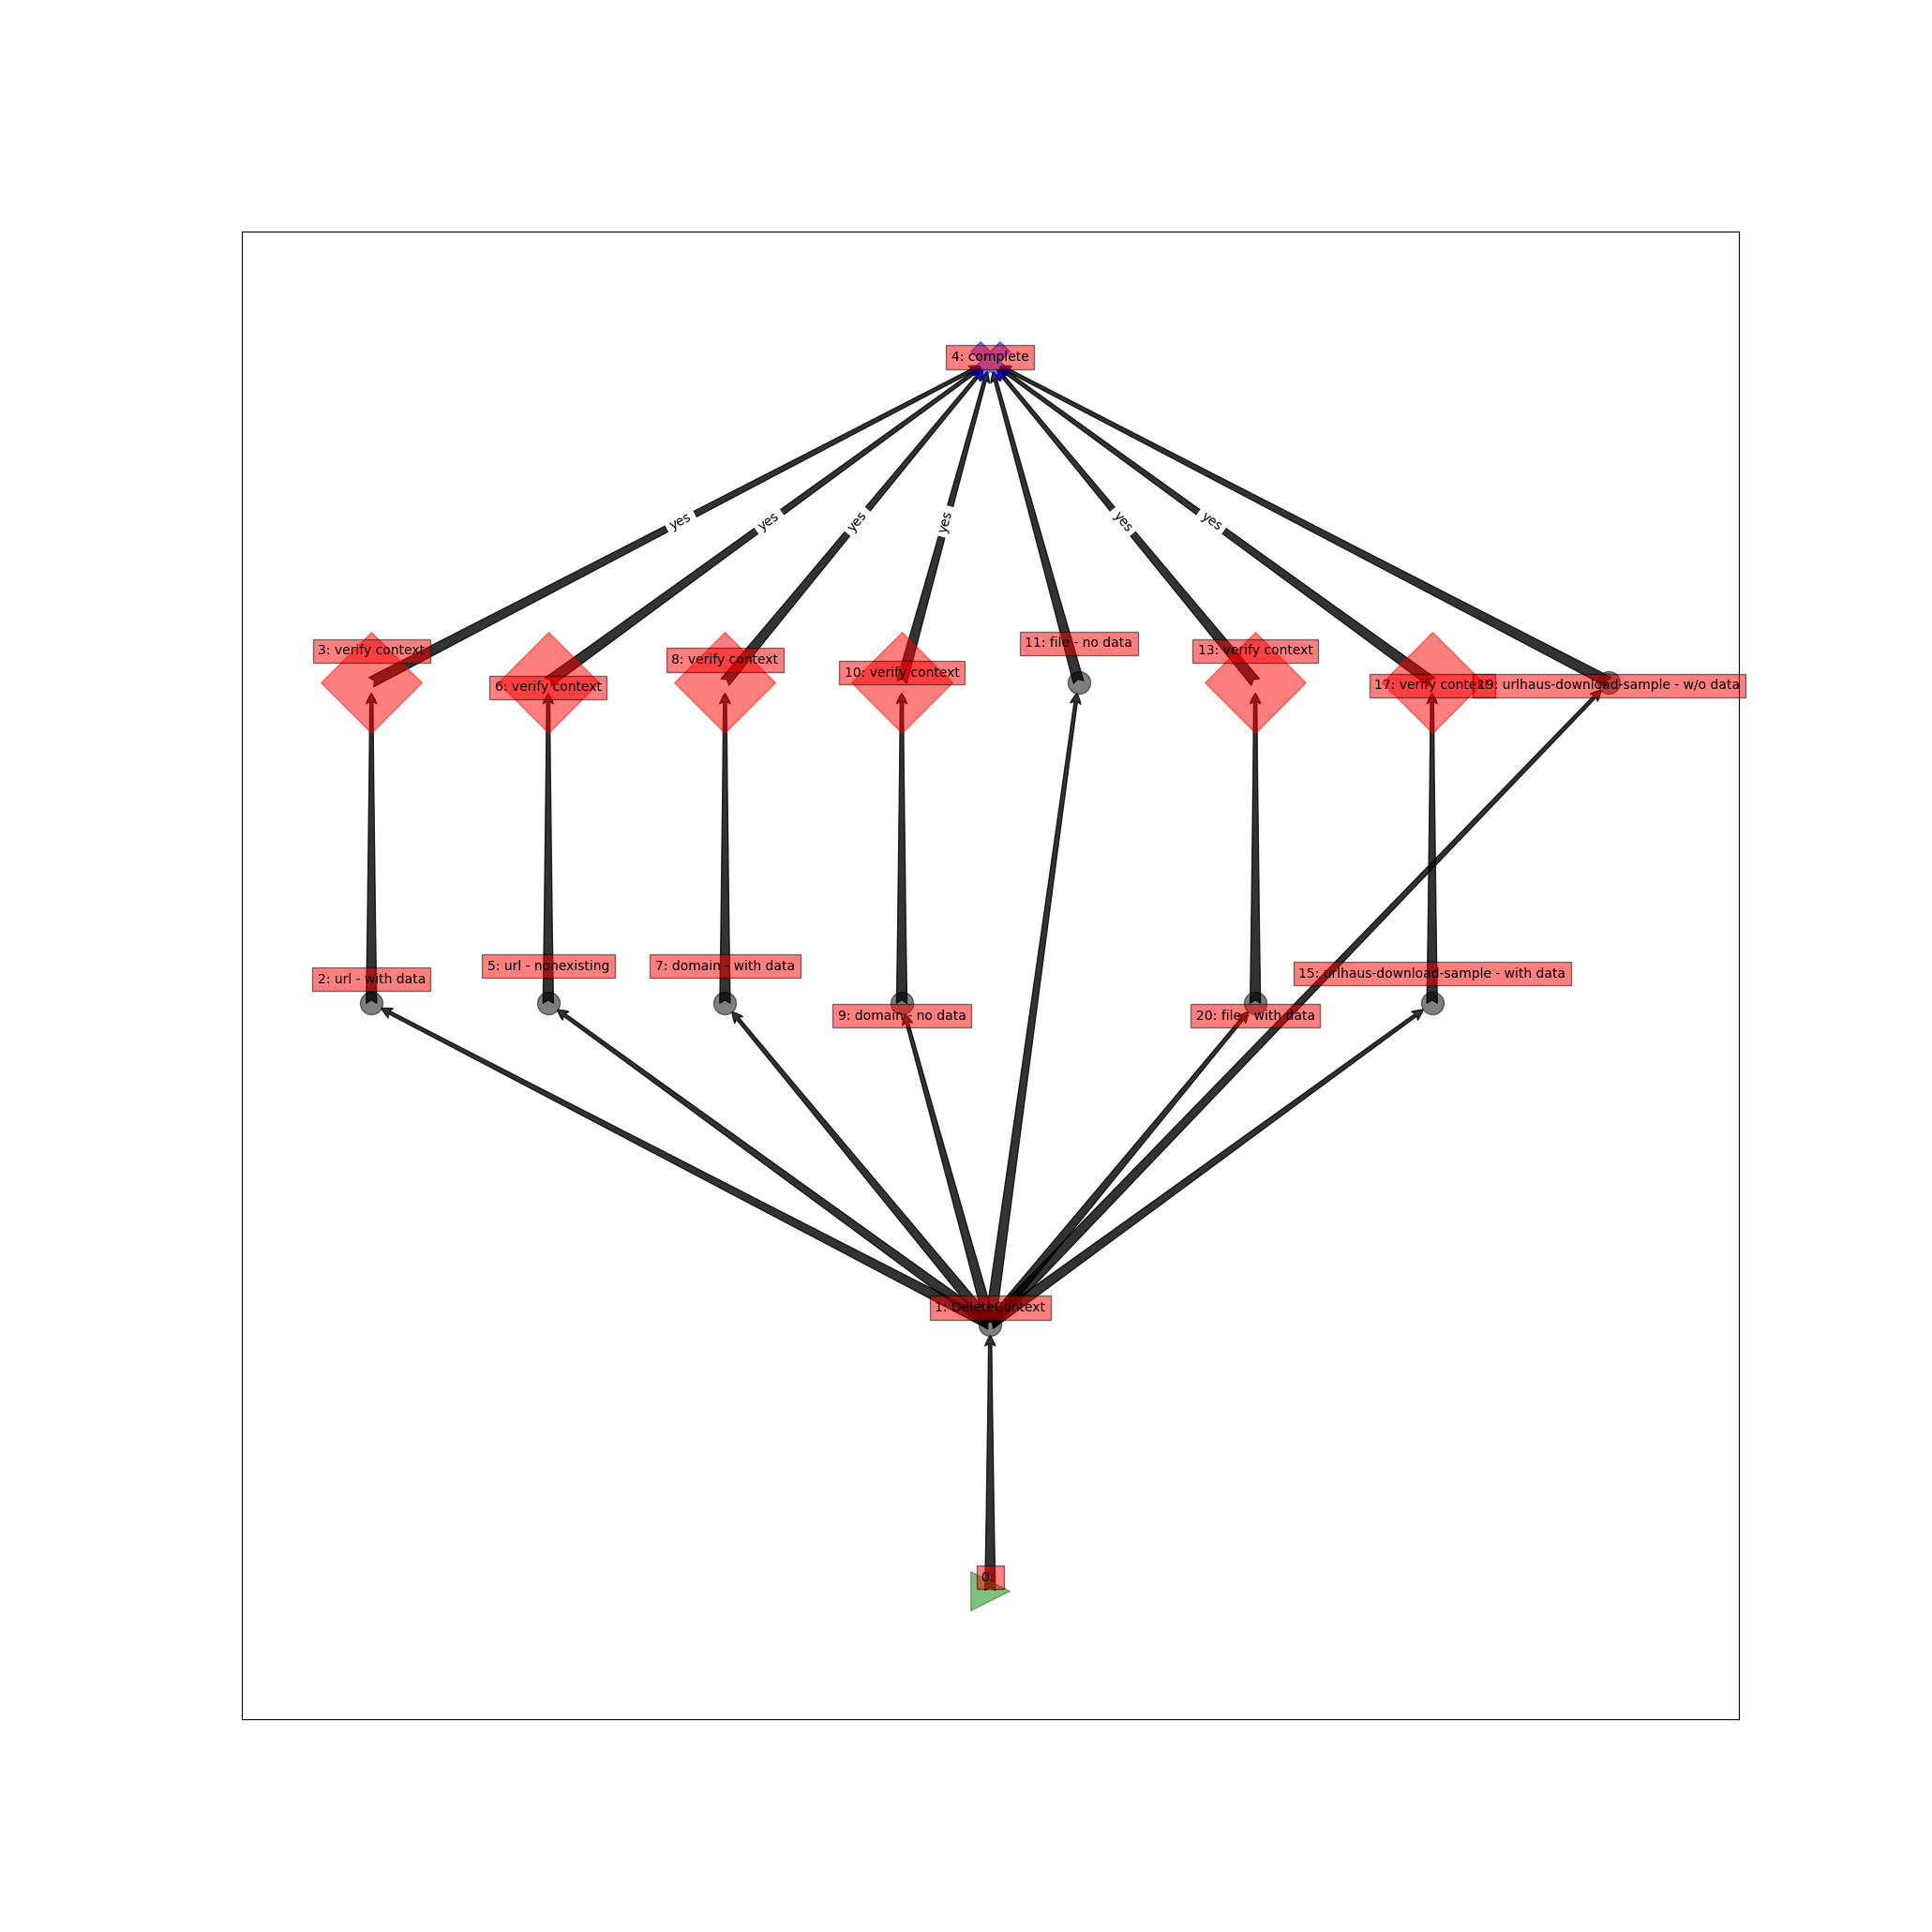 4: complete
yes
yes
yes
yes
yes
yes
3: verify context
6: verify context
8: verify context
10: verify context
11: file - no data
13: verify context
17: verify context
19: urlhaus-download-sample - w/o data
2: url - with data
5: url - nonexisting
7: domain - with data
9: domain - no data
20: file - with data
15: urlhaus-download-sample - with data
1: DeleteContext
0: